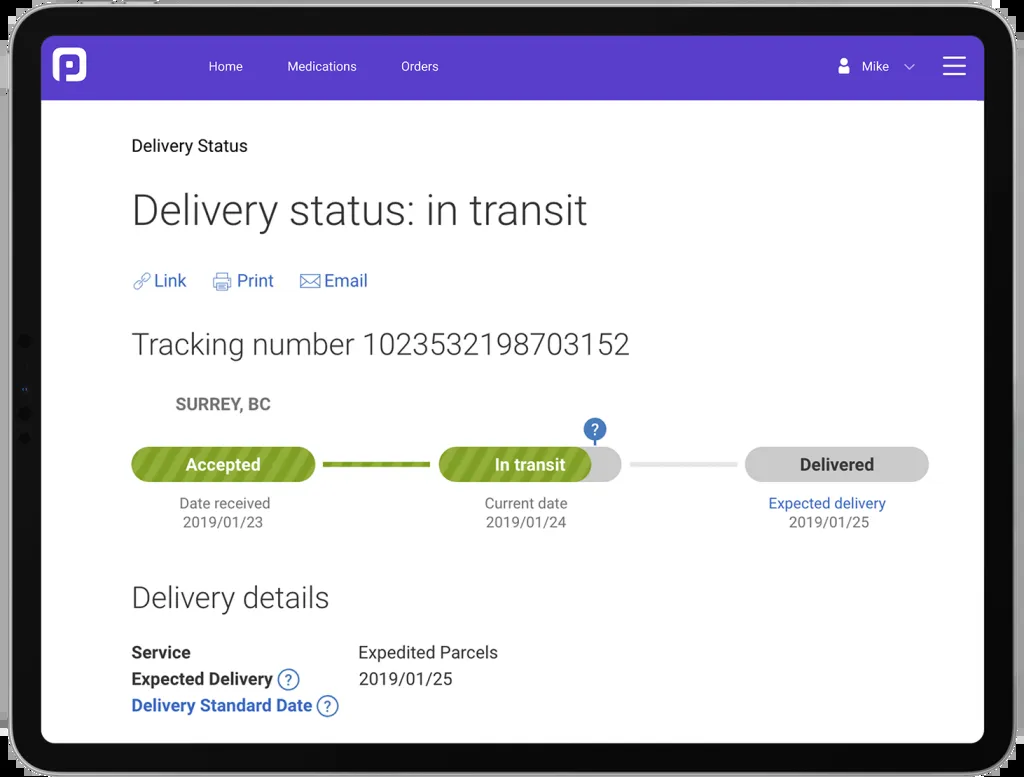 Home Medications Orders Mike
Delivery Status
Delivery status: in transit
Link Print Email
Tracking number 1023532198703152
SURREY, BC
?
Accepted In transit Delivered
Date received Current date Expected delivery
2019/01/23 2019/01/24 2019/01/25
Delivery details
Service Expedited Parcels
Expected Delivery ? 2019/01/25
Delivery Standard Date ?